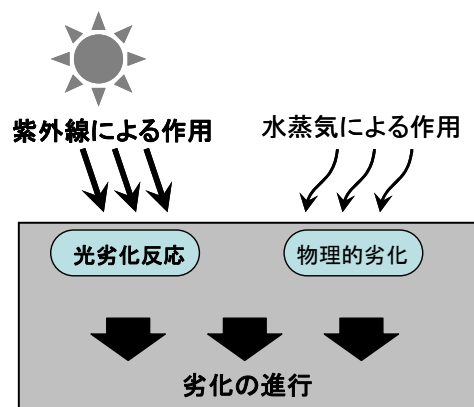 紫外線による作用
水蒸気による作用
光劣化反応
物理的劣化
劣化の進行